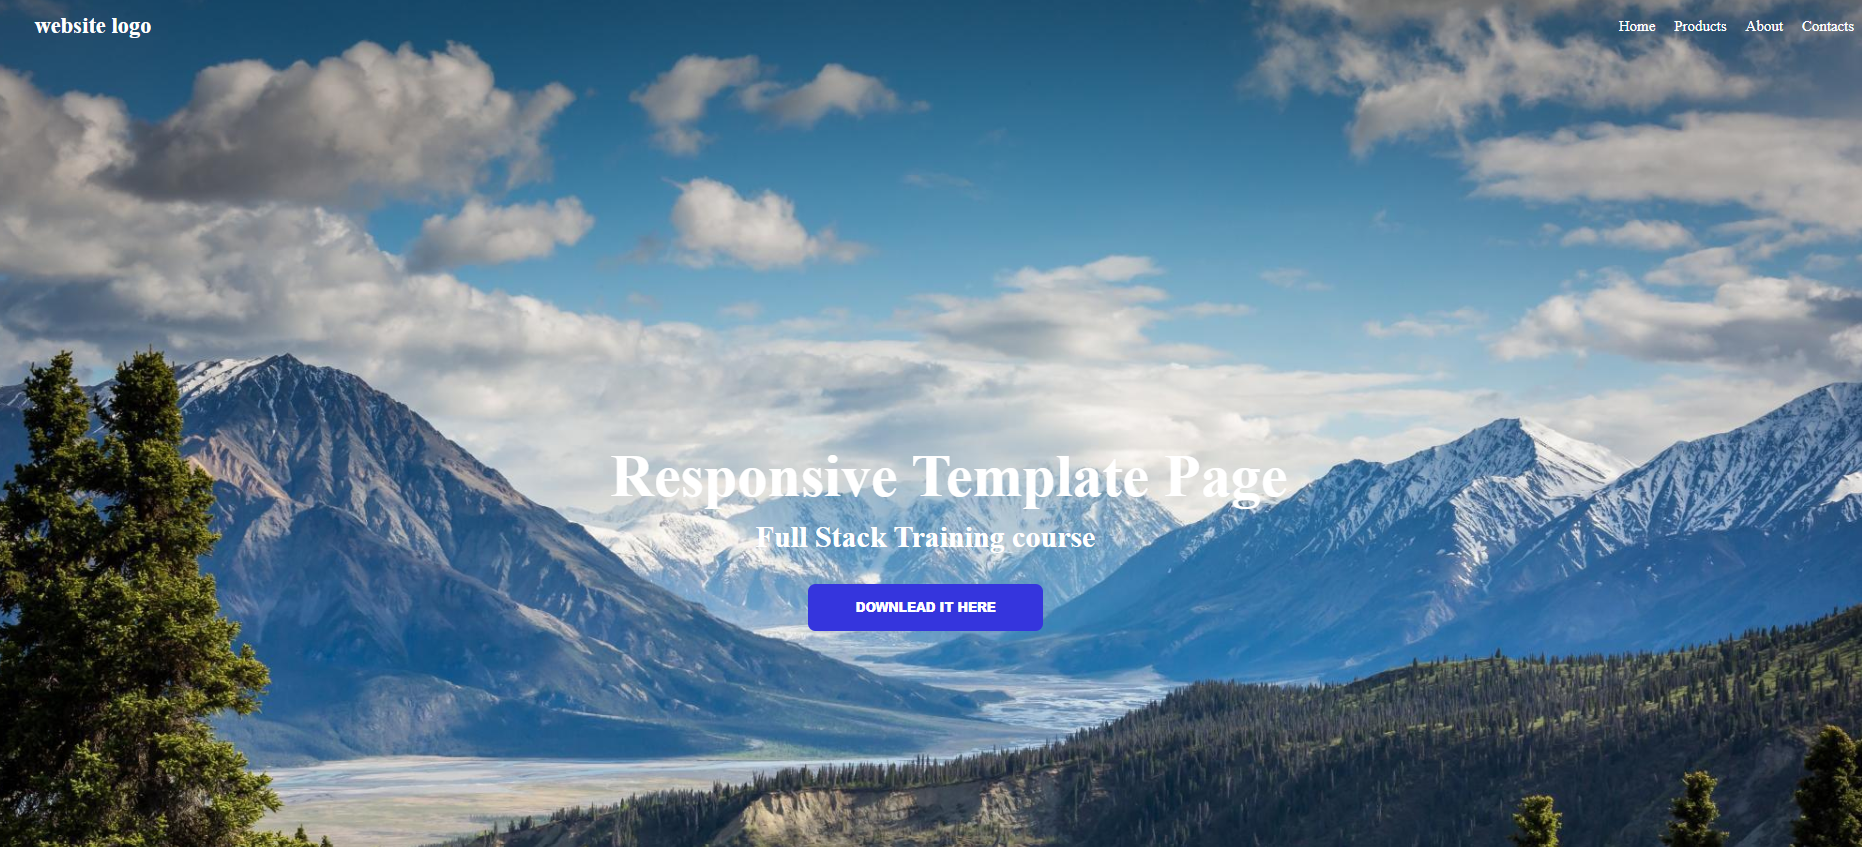 website logo
Home Products About Contacts
Responsive Template Page
Full Stack Training course
DOWNLEAD IT HERE